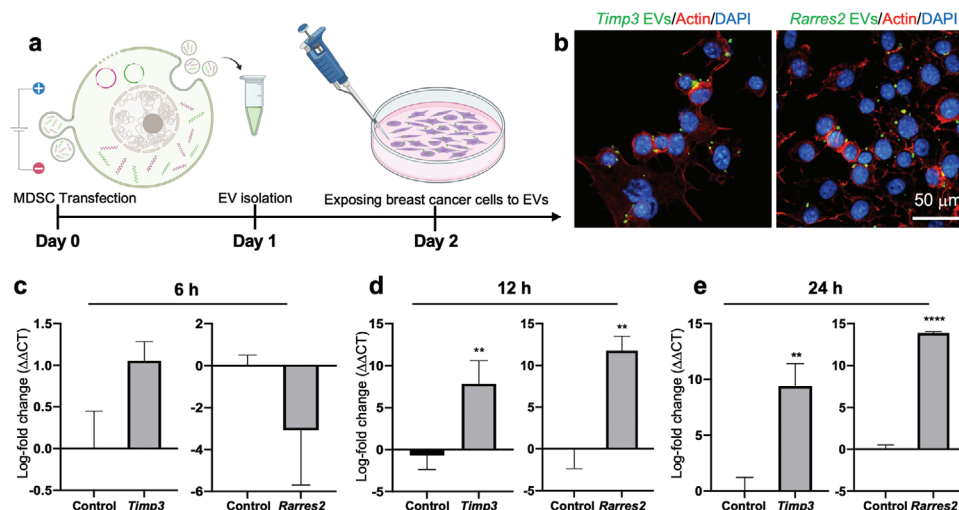 a
MDSC Transfection
EV isolation
Exposing breast cancer cells to EVs
Day 0
Day 1
Day 2
b
Timp3 EVs/Actin/DAPI
Rarres2 EVs/Actin/DAPI
50 μm
c
6 h
Log-fold change (ΔΔCT)
1.5
1.0
0.5
0.0
-0.5
Control
Timp3
2
0
-2
-4
-6
Control
Rarres2
d
12 h
Log-fold change (ΔΔCT)
15
10
5
0
-5
**
Control
Timp3
15
10
5
0
-5
**
Control
Rarres2
e
24 h
Log-fold change (ΔΔCT)
15
10
5
0
**
Control
Timp3
15
10
5
0
-5
****
Control
Rarres2